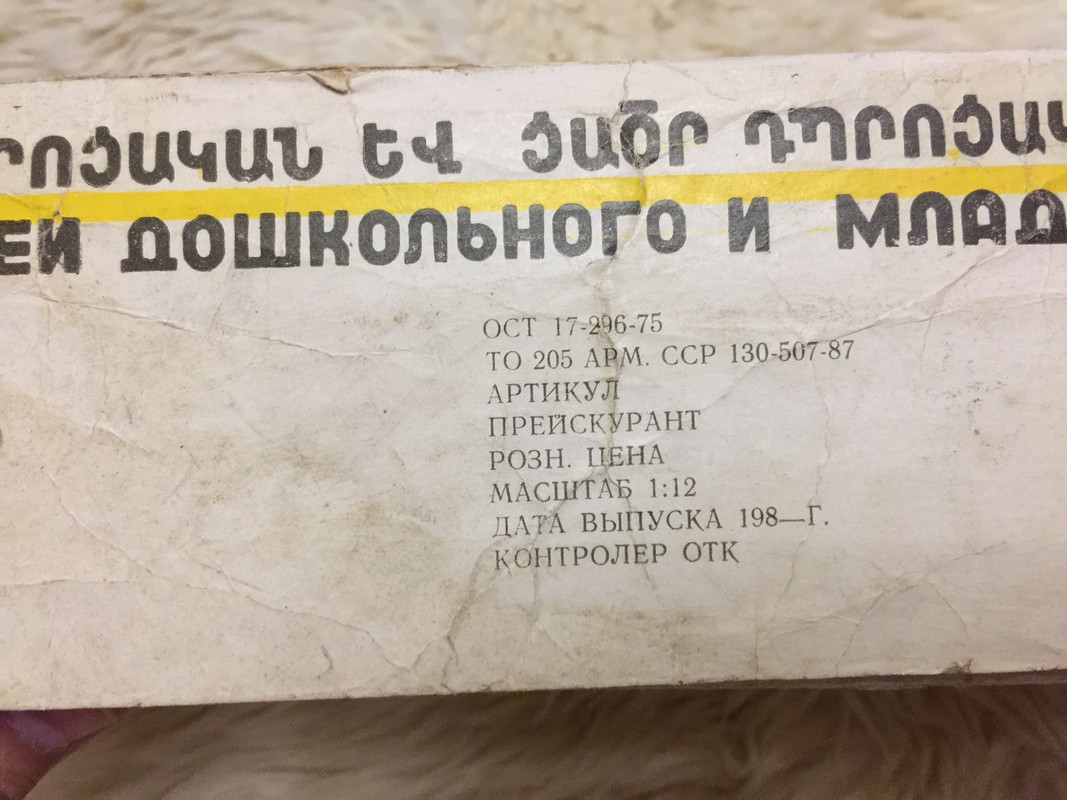 ՐՈՑԱԿԱՆ ԵՎ ՑԱԾՐ ԴՊՐՈՑԱԿ
ЕЙ ДОШКОЛЬНОГО И МЛАД
ОСТ 17-296-75
ТО 205 АРМ. ССР 130-507-87
АРТИКУЛ
ПРЕЙСКУРАНТ
РОЗН. ЦЕНА
МАСШТАБ 1:12
ДАТА ВЫПУСКА 198—Г.
КОНТРОЛЕР ОТК